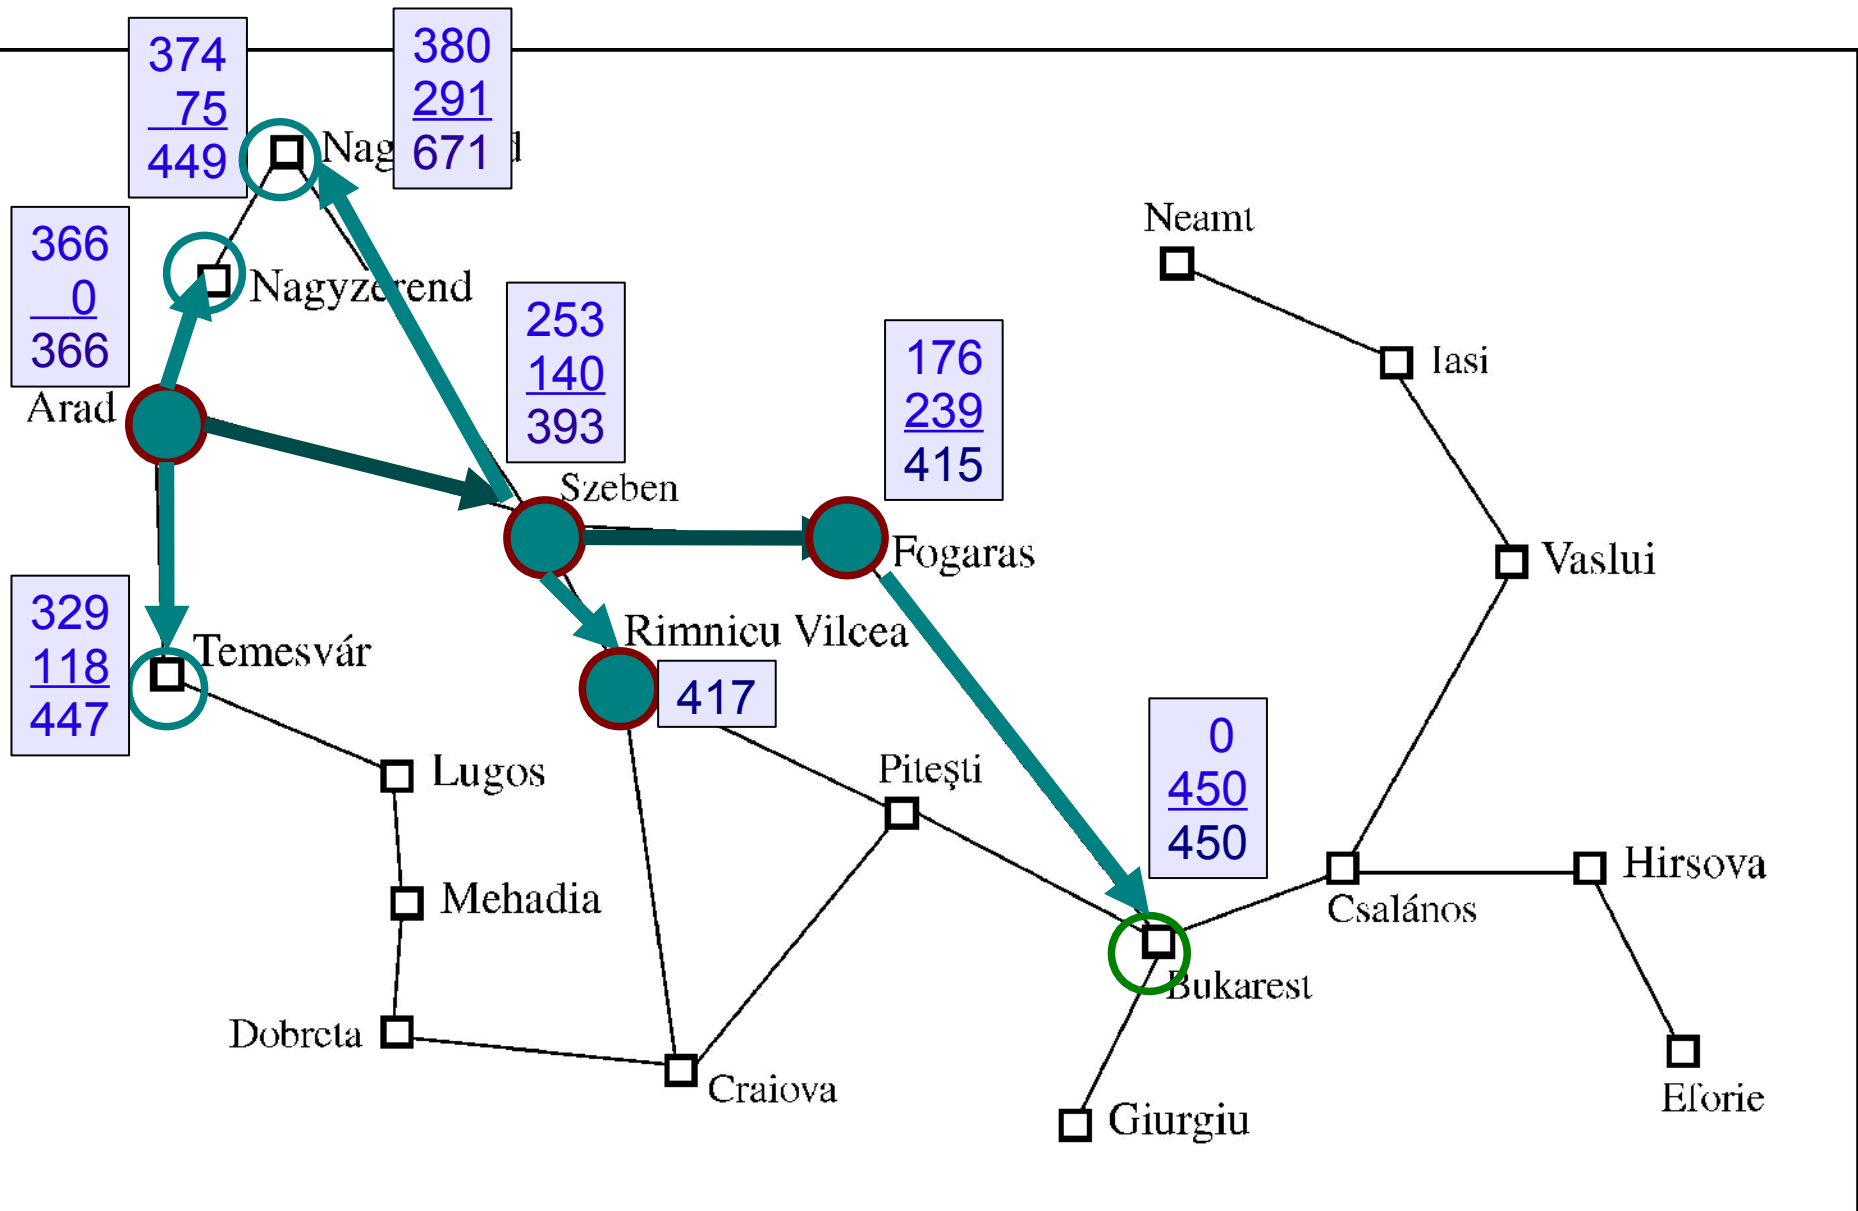 374
75
449
380
291
671
Nagyzerend
366
0
366
Arad
253
140
393
Szeben
176
239
415
Fogaras
Neamt
Iasi
Vaslui
329
118
447
Temesvár
Rimnicu Vilcea
417
Lugos
Piteşti
0
450
450
Mehadia
Hirsova
Csalános
Bukarest
Dobreta
Craiova
Giurgiu
Eforie